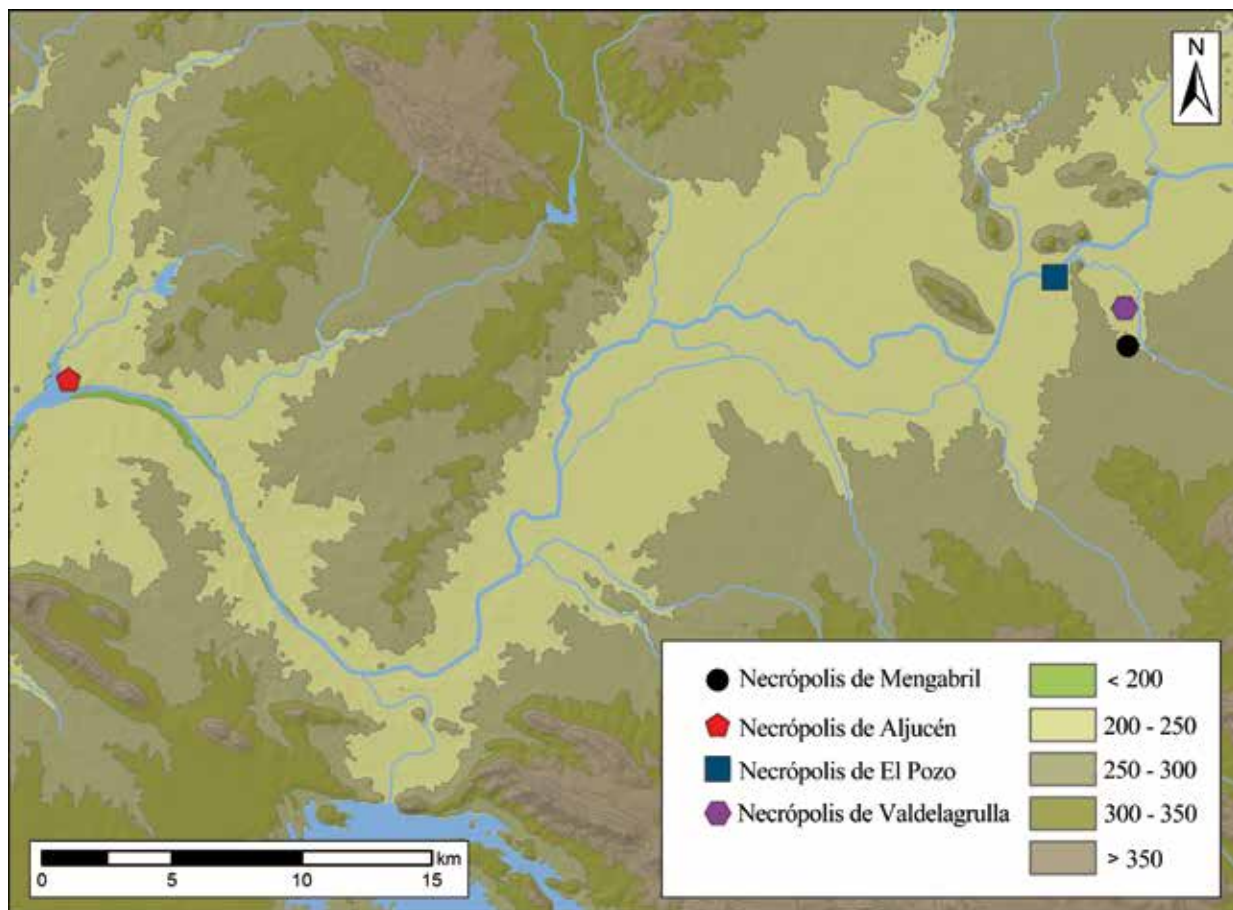 N
Necrópolis de Mengabril
Necrópolis de Aljucén
Necrópolis de El Pozo
Necrópolis de Valdelagrulla
< 200
200 - 250
250 - 300
300 - 350
> 350
km
0 5 10 15